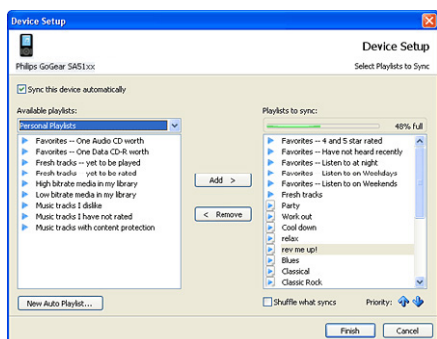 Device Setup
Device Setup
Philips GoGear SA51xx
Select Playlists to Sync
Sync this device automatically
Available playlists:
Personal Playlists
Favorites -- One Audio CD worth
Favorites -- One Data CD-R worth
Fresh tracks -- yet to be played
Fresh tracks yet to be rated
High bitrate media in my library
Low bitrate media in my library
Music tracks I dislike
Music tracks I have not rated
Music tracks with content protection
New Auto Playlist...
Add >
< Remove
Playlists to sync:
48% full
Favorites -- 4 and 5 star rated
Favorites -- Have not heard recently
Favorites -- Listen to at night
Favorites -- Listen to on Weekdays
Favorites -- Listen to on Weekends
Fresh tracks
Party
Work out
Cool down
relax
rev me up!
Blues
Classical
Classic Rock
Shuffle what syncs
Priority:
Finish
Cancel